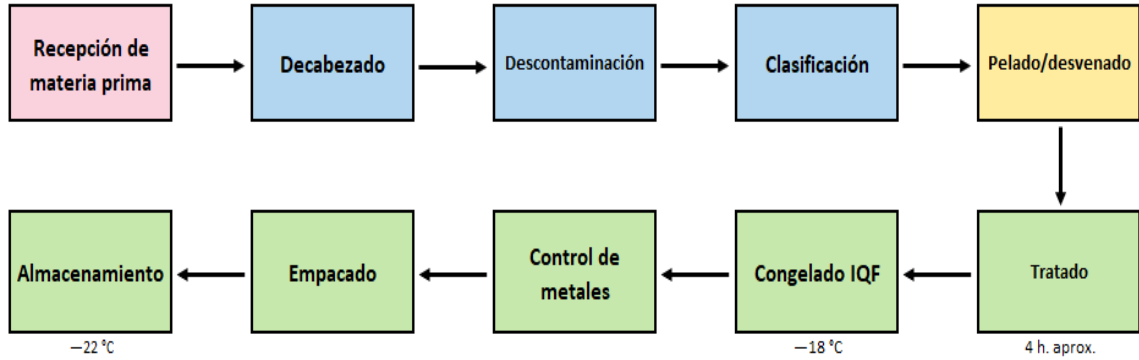 Recepción de
materia prima
Decabezado
Descontaminación
Clasificación
Pelado/desvenado
Tratado
4 h. aprox.
Congelado IQF
—18 °C
Control de
metales
Empacado
Almacenamiento
—22 °C